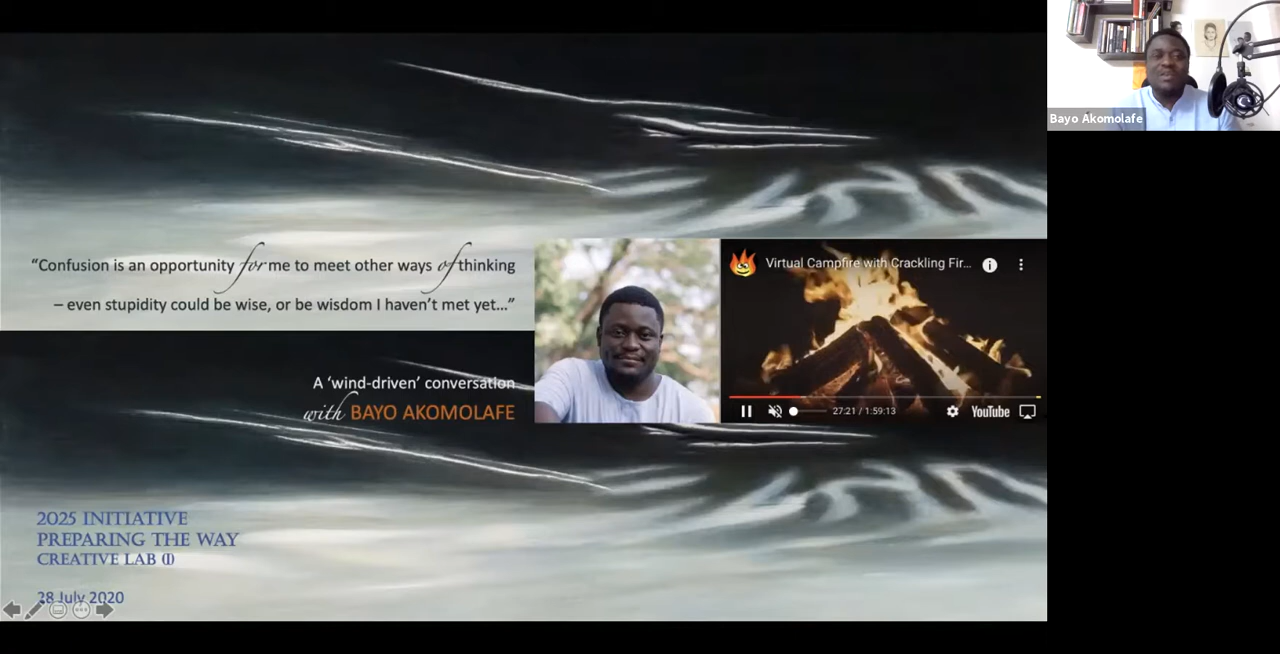 Bayo Akomolafe
“Confusion is an opportunity for me to meet other ways of thinking
– even stupidity could be wise, or be wisdom I haven’t met yet...”
Virtual Campfire with Crackling Fir...
A ‘wind-driven’ conversation
with BAYO AKOMOLAFE
27:21 / 1:59:13
YouTube
2025 INITIATIVE
PREPARING THE WAY
CREATIVE LAB (I)
28 July 2020